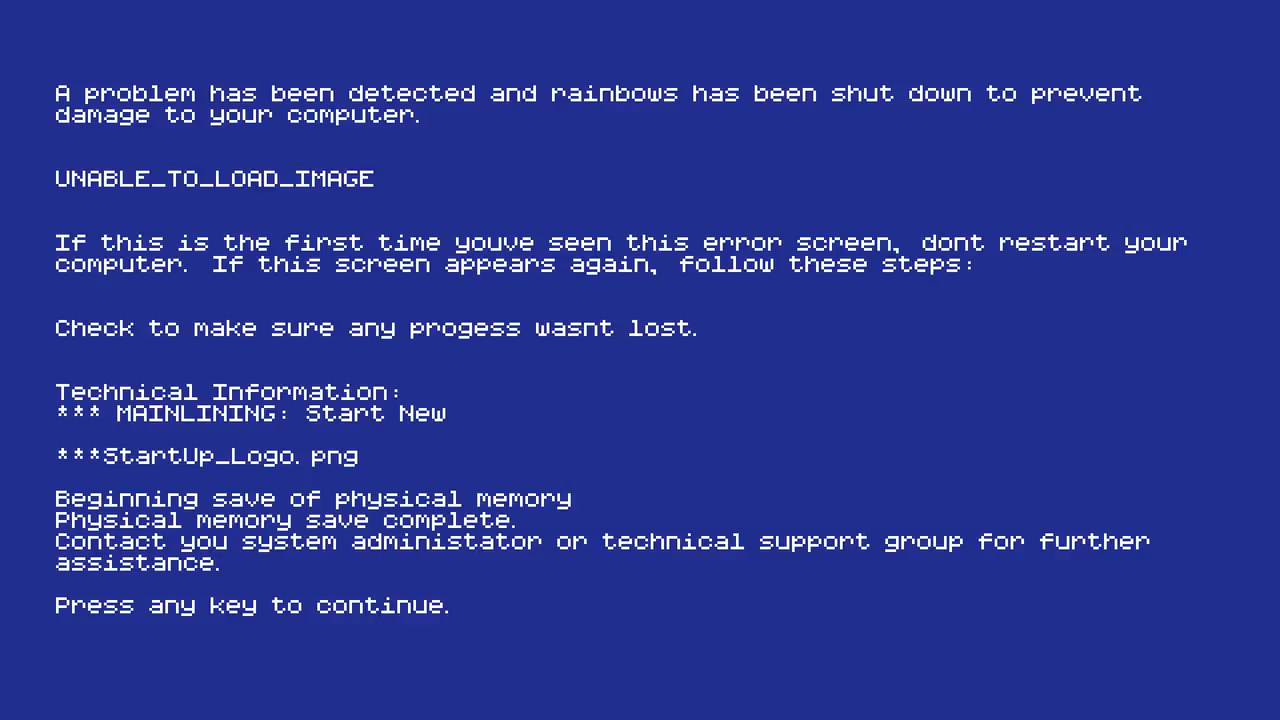 A problem has been detected and rainbows has been shut down to prevent
damage to your computer.
UNABLE_TO_LOAD_IMAGE
If this is the first time youve seen this error screen, dont restart your
computer. If this screen appears again, follow these steps:
Check to make sure any progess wasnt lost.
Technical Information:
*** MAINLINING: Start New
***StartUp_Logo.png
Beginning save of physical memory
Physical memory save complete.
Contact you system administator or technical support group for further
assistance.
Press any key to continue.